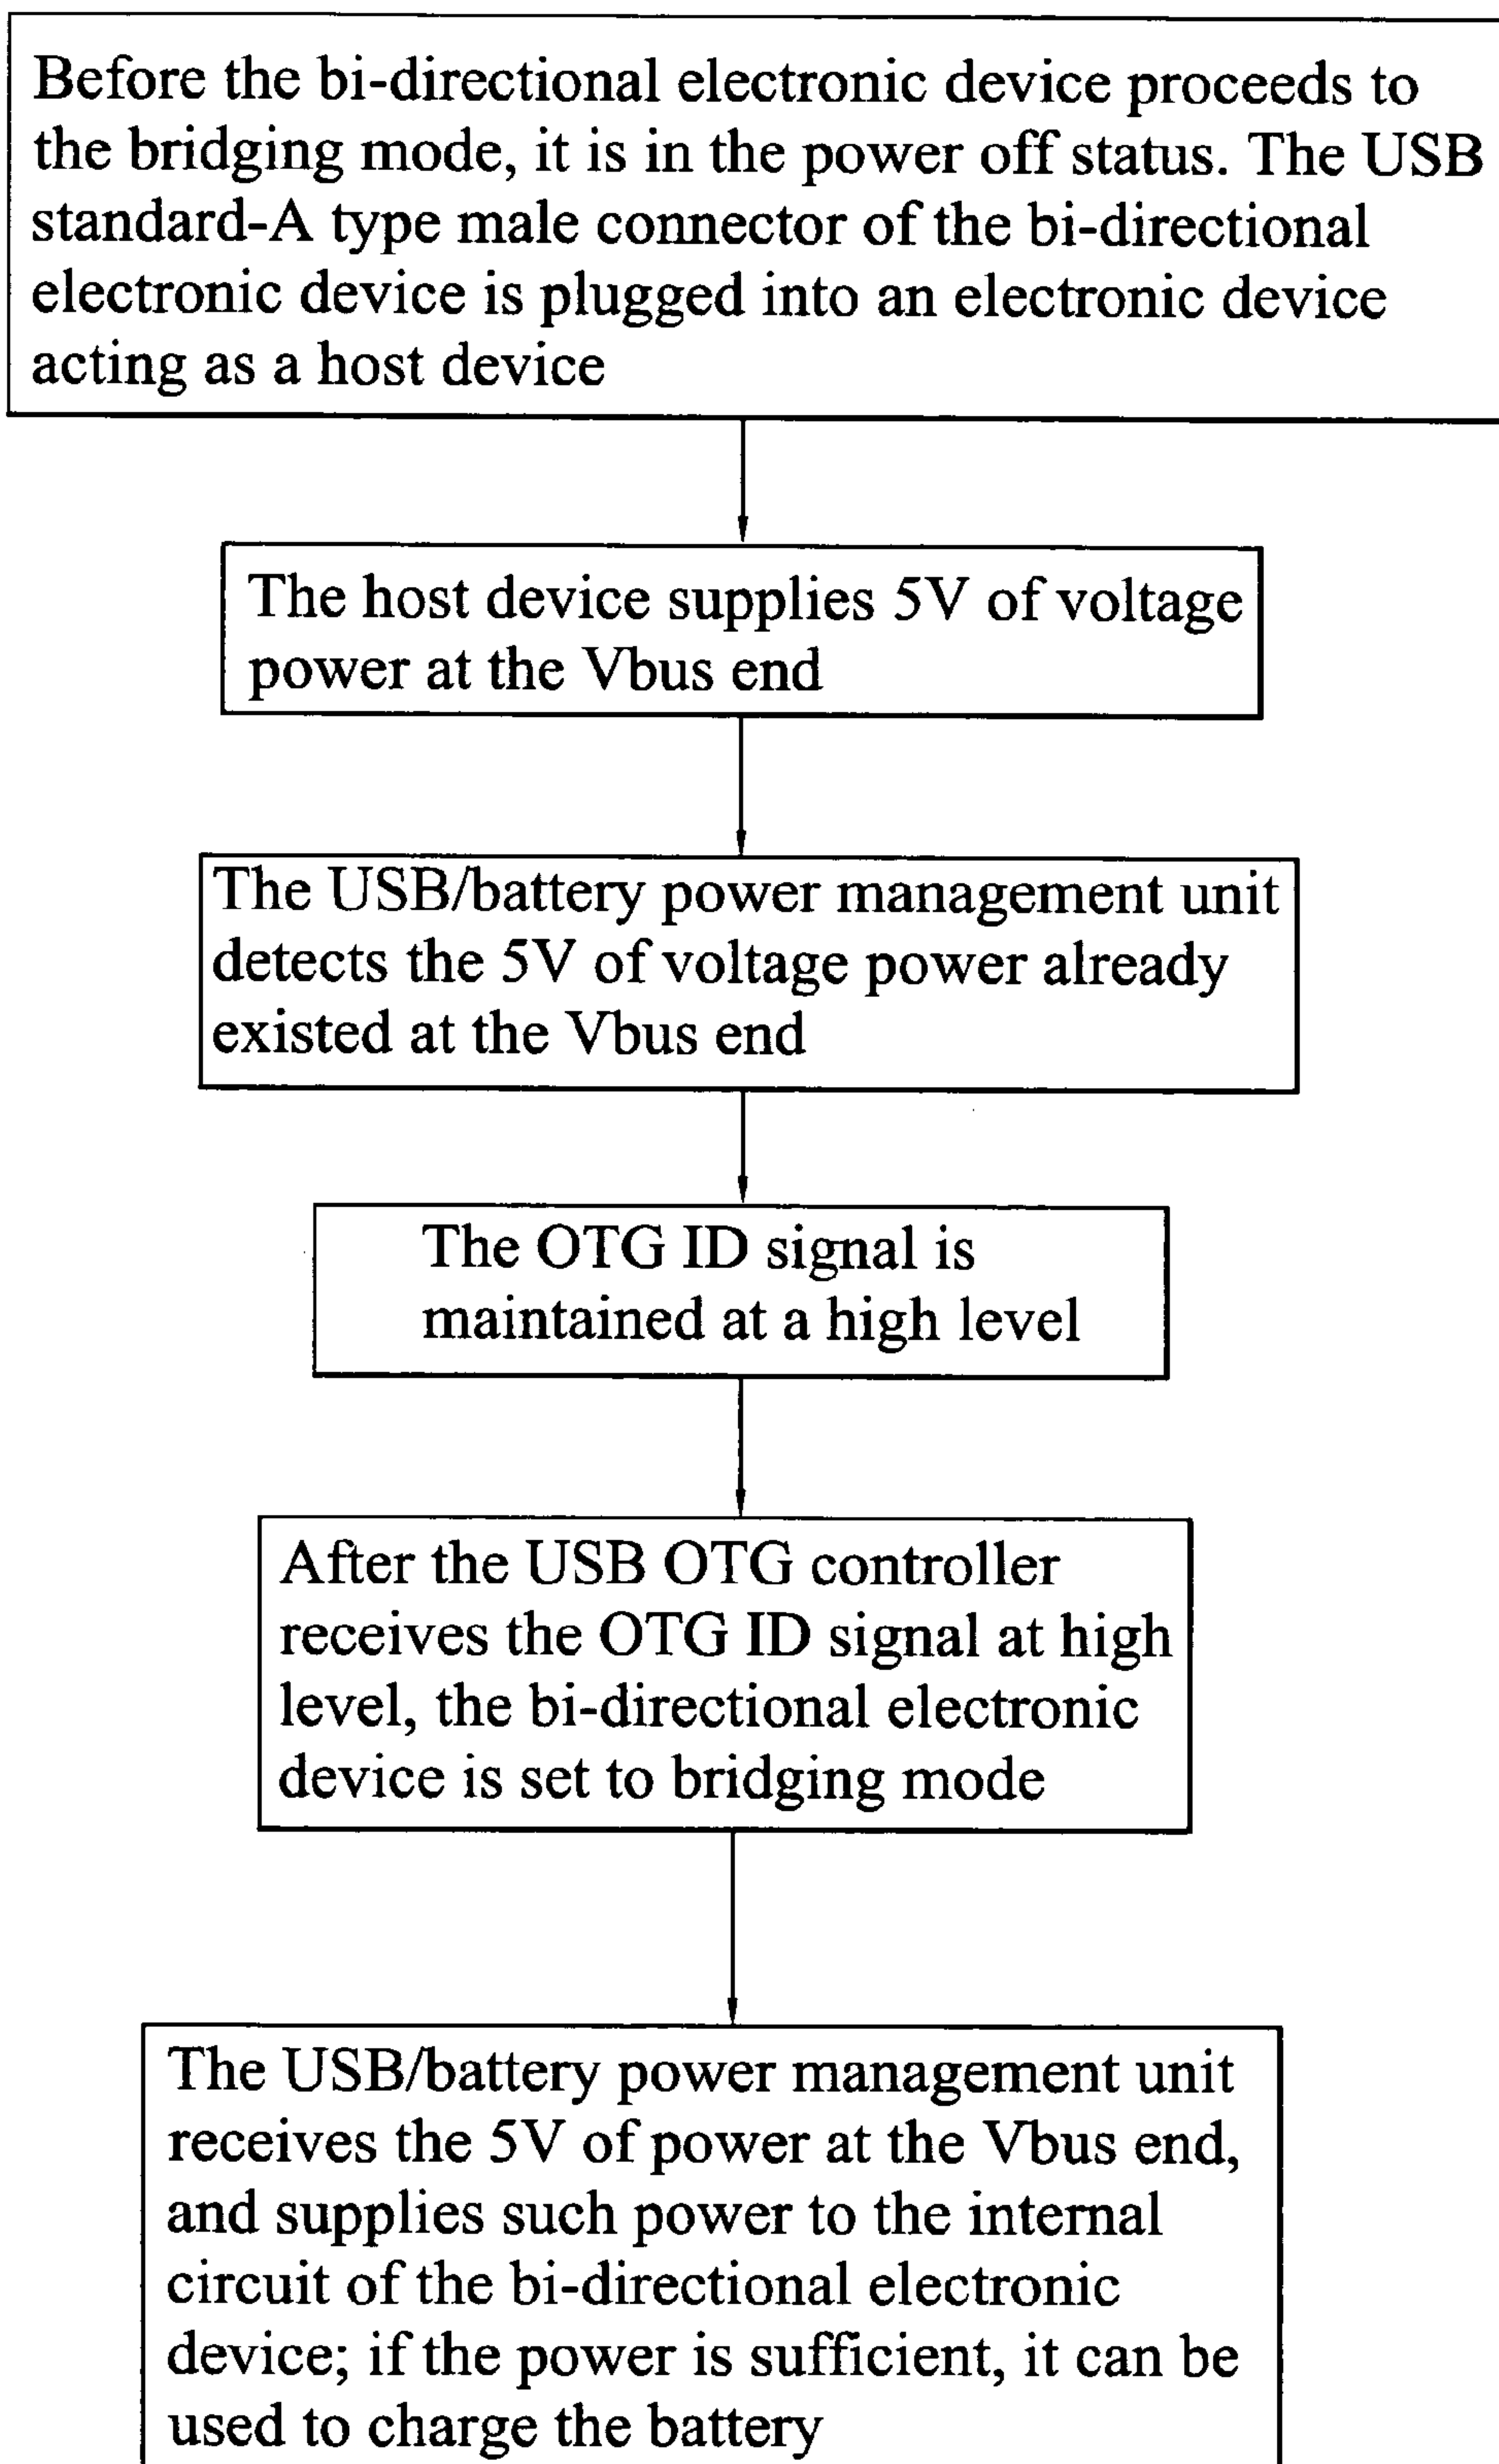 Before the bi-directional electronic device proceeds to
the bridging mode, it is in the power off status. The USB
standard-A type male connector of the bi-directional
electronic device is plugged into an electronic device
acting as a host device
The host device supplies 5V of voltage
power at the Vbus end
The USB/battery power management unit
detects the 5V of voltage power already
existed at the Vbus end
The OTG ID signal is
maintained at a high level
After the USB OTG controller
receives the OTG ID signal at high
level, the bi-directional electronic
device is set to bridging mode
The USB/battery power management unit
receives the 5V of power at the Vbus end,
and supplies such power to the internal
circuit of the bi-directional electronic
device; if the power is sufficient, it can be
used to charge the battery